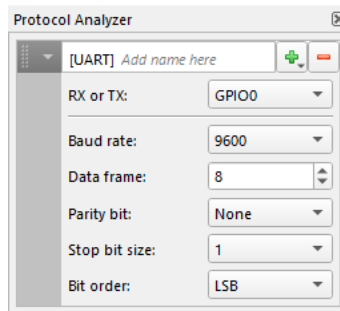 Protocol Analyzer
[UART] Add name here
RX or TX: GPIO0
Baud rate: 9600
Data frame: 8
Parity bit: None
Stop bit size: 1
Bit order: LSB